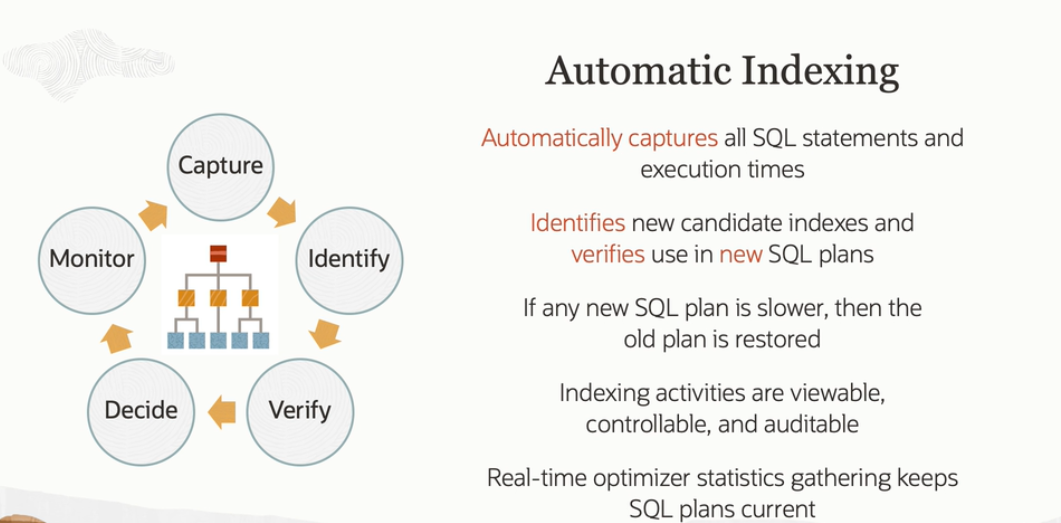 Automatic Indexing
Automatically captures all SQL statements and
execution times
Identifies new candidate indexes and
verifies use in new SQL plans
If any new SQL plan is slower, then the
old plan is restored
Indexing activities are viewable,
controllable, and auditable
Real-time optimizer statistics gathering keeps
SQL plans current
Capture
Identify
Verify
Decide
Monitor